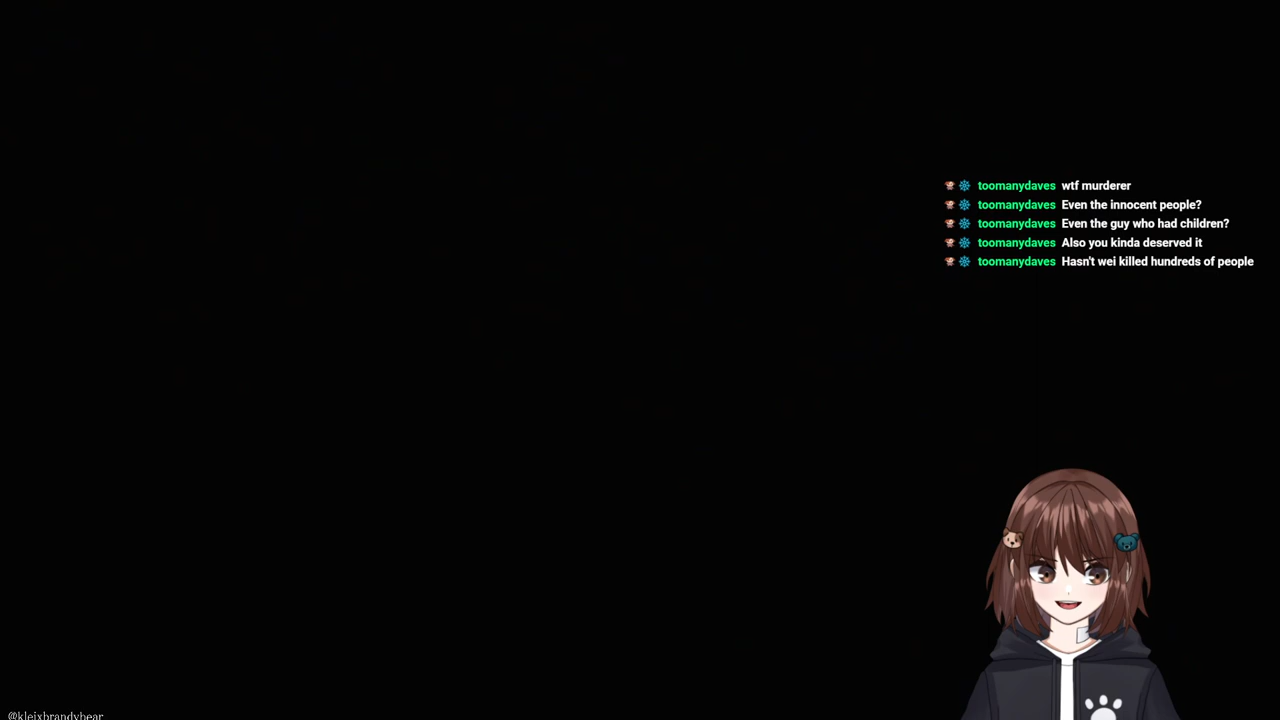 toomanydaves wtf murderer
toomanydaves Even the innocent people?
toomanydaves Even the guy who had children?
toomanydaves Also you kinda deserved it
toomanydaves Hasn't wei killed hundreds of people
@kleixbrandybear